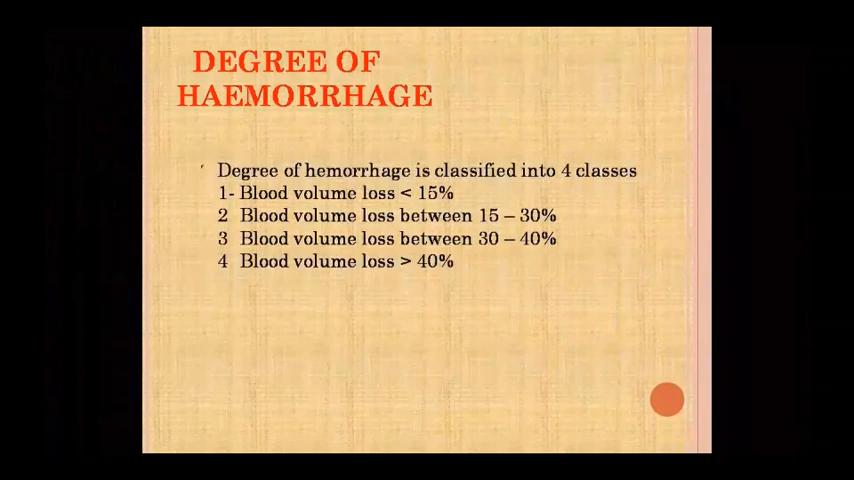 DEGREE OF
HAEMORRHAGE
Degree of hemorrhage is classified into 4 classes
1- Blood volume loss < 15%
2 Blood volume loss between 15 – 30%
3 Blood volume loss between 30 – 40%
4 Blood volume loss > 40%